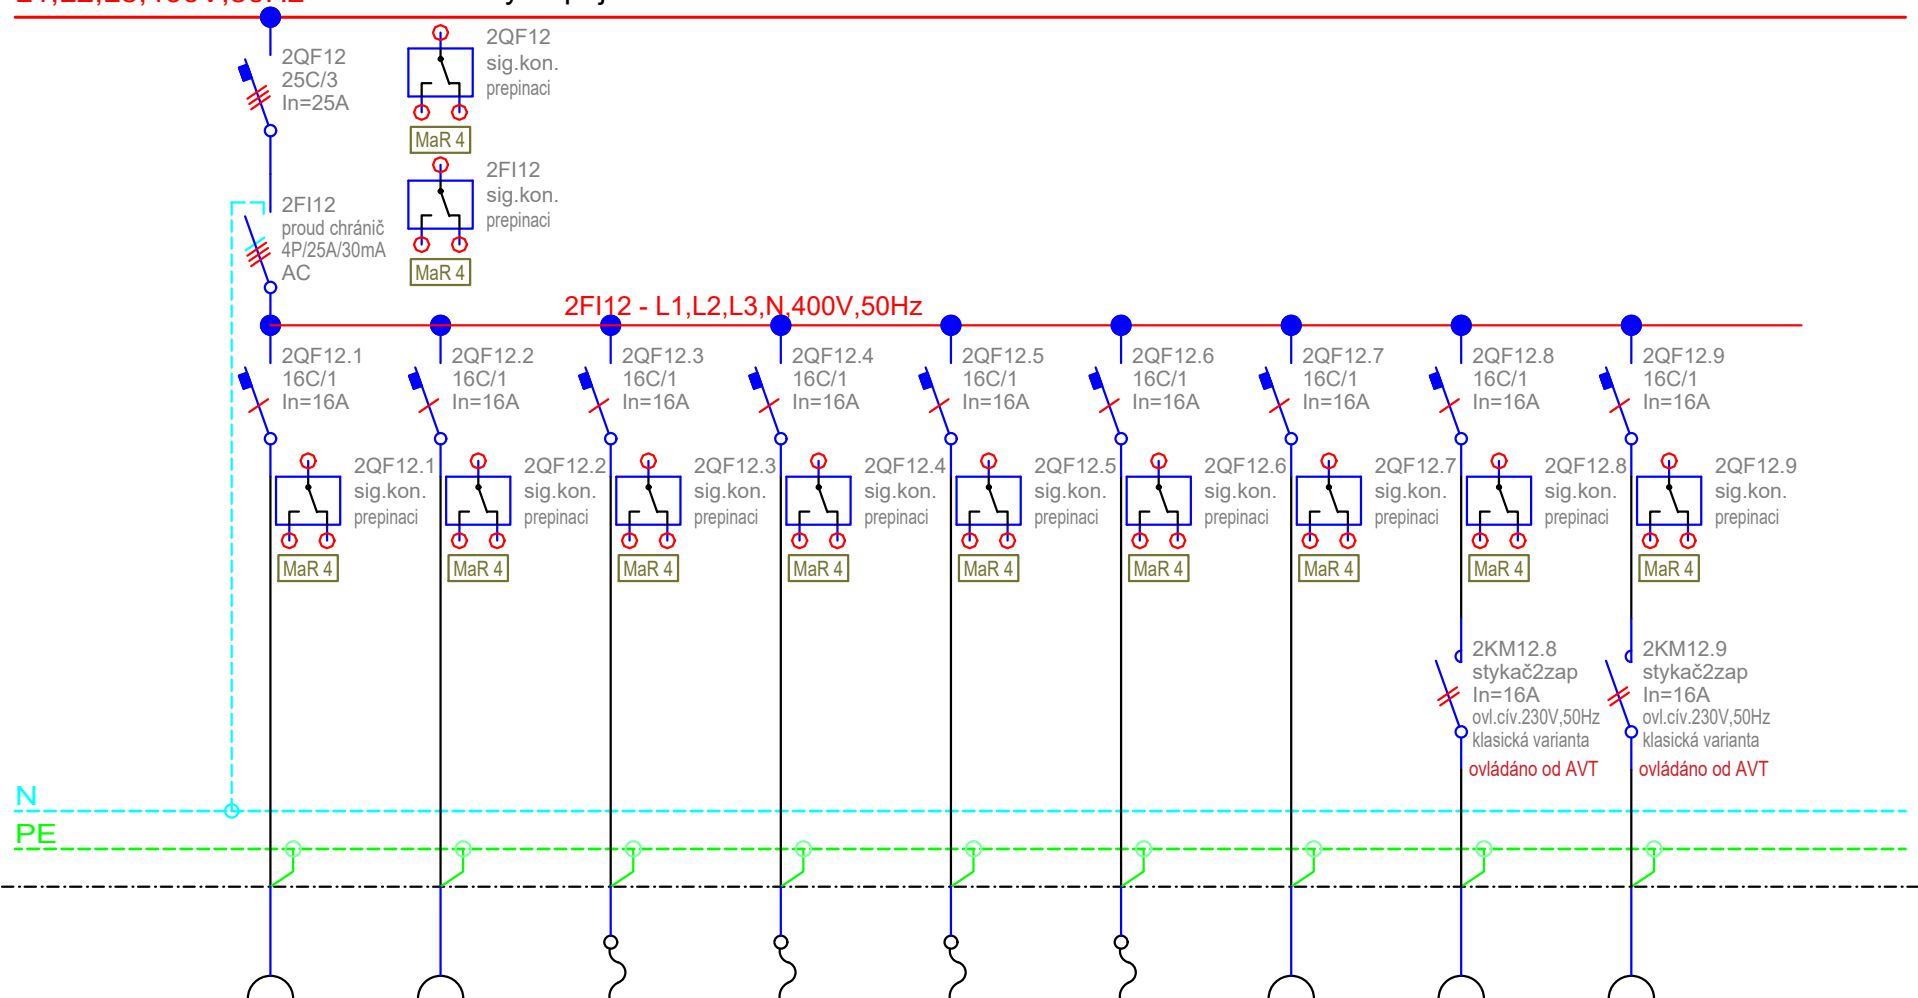 2QF12
25C/3
In=25A
2QF12
sig.kon.
prepinaci
MaR 4
2FI12
proud chránič
4P/25A/30mA
AC
2FI12
sig.kon.
prepinaci
MaR 4
2FI12 - L1,L2,L3,N,400V,50Hz
2QF12.1
16C/1
In=16A
2QF12.2
16C/1
In=16A
2QF12.3
16C/1
In=16A
2QF12.4
16C/1
In=16A
2QF12.5
16C/1
In=16A
2QF12.6
16C/1
In=16A
2QF12.7
16C/1
In=16A
2QF12.8
16C/1
In=16A
2QF12.9
16C/1
In=16A
2QF12.1
sig.kon.
prepinaci
MaR 4
2QF12.2
sig.kon.
prepinaci
MaR 4
2QF12.3
sig.kon.
prepinaci
MaR 4
2QF12.4
sig.kon.
prepinaci
MaR 4
2QF12.5
sig.kon.
prepinaci
MaR 4
2QF12.6
sig.kon.
prepinaci
MaR 4
2QF12.7
sig.kon.
prepinaci
MaR 4
2QF12.8
sig.kon.
prepinaci
MaR 4
2QF12.9
sig.kon.
prepinaci
MaR 4
2KM12.8
stykač2zap
In=16A
ovl.cív.230V,50Hz
klasická varianta
ovládáno od AVT
2KM12.9
stykač2zap
In=16A
ovl.cív.230V,50Hz
klasická varianta
ovládáno od AVT
N
PE